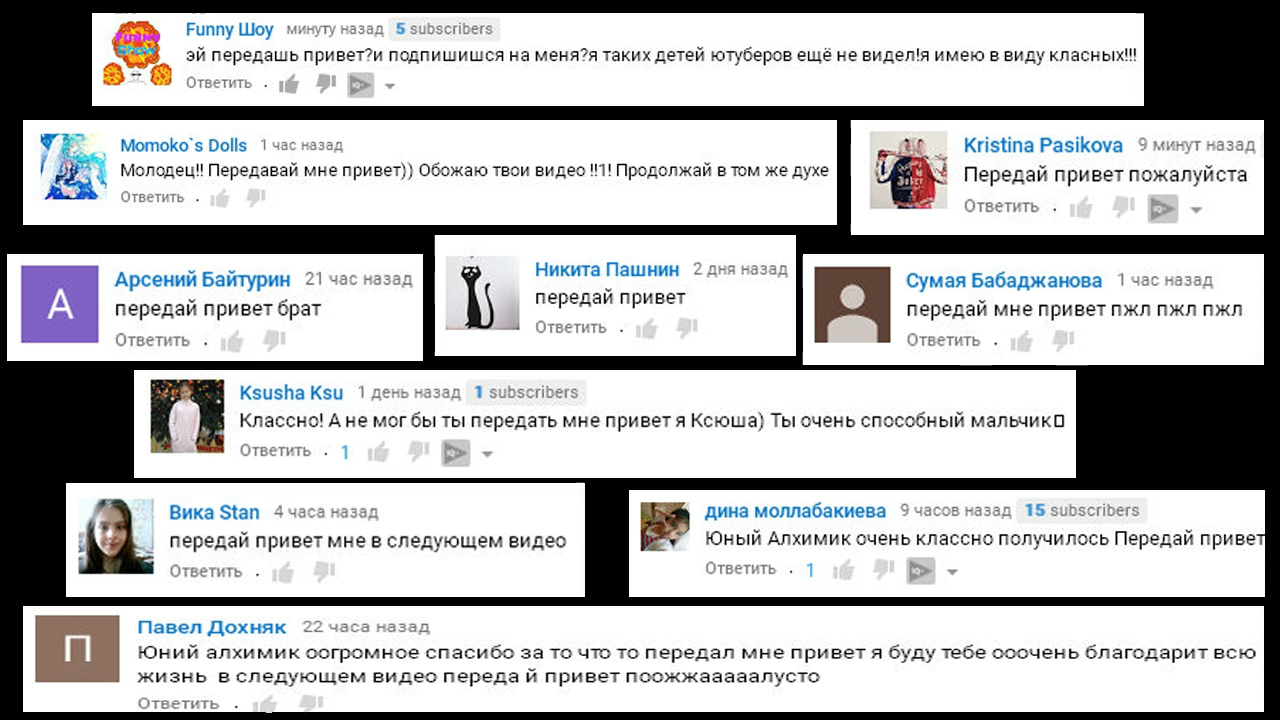 Funny Шоу минуту назад 5 subscribers
эй передашь привет?и подпишишся на меня?я таких детей ютуберов ещё не видел!я имею в виду класных!!!
Ответить
Momoko`s Dolls 1 час назад
Молодец!! Передавай мне привет)) Обожаю твои видео !!1! Продолжай в том же духе
Ответить
Kristina Pasikova 9 минут назад
Передай привет пожалуйста
Ответить
А
Арсений Байтурин 21 час назад
передай привет брат
Ответить
Никита Пашнин 2 дня назад
передай привет
Ответить
Сумая Бабаджанова 1 час назад
передай мне привет пжл пжл пжл
Ответить
Ksusha Ksu 1 день назад 1 subscribers
Классно! А не мог бы ты передать мне привет я Ксюша) Ты очень способный мальчик
Ответить · 1
Вика Stan 4 часа назад
передай привет мне в следующем видео
Ответить
дина моллабакиева 9 часов назад 15 subscribers
Юный Алхимик очень классно получилось Передай привет
Ответить · 1
П
Павел Дохняк 22 часа назад
Юний алхимик оогромное спасибо за то что то передал мне привет я буду тебе ооочень благодарит всю
жизнь в следующем видео переда й привет поожжааааалусто
Ответить